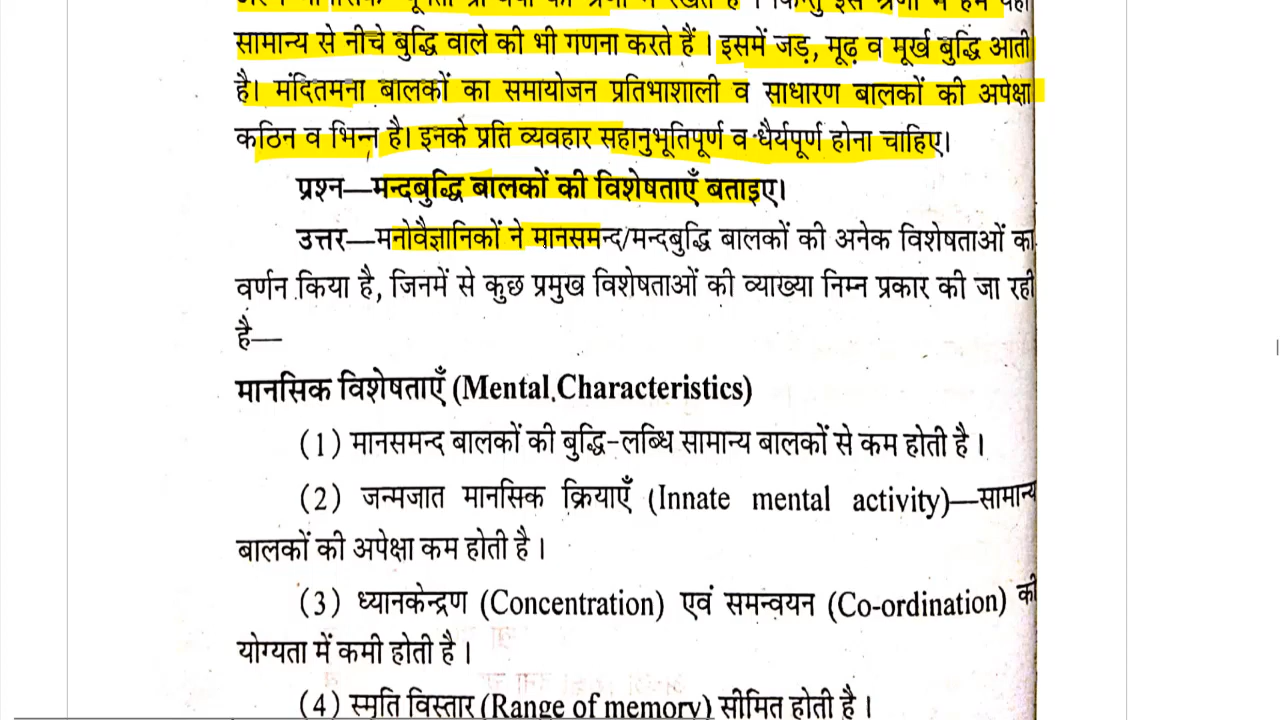 सामान्य से नीचे बुद्धि वाले की भी गणना करते हैं । इसमें जड़, मूढ़ व मूर्ख बुद्धि आती
है। मंदितमना बालकों का समायोजन प्रतिभाशाली व साधारण बालकों की अपेक्षा
कठिन व भिन्न है। इनके प्रति व्यवहार सहानुभूतिपूर्ण व धैर्यपूर्ण होना चाहिए।
प्रश्न—मन्दबुद्धि बालकों की विशेषताएँ बताइए।
उत्तर—मनोवैज्ञानिकों ने मानसमन्द/मन्दबुद्धि बालकों की अनेक विशेषताओं का
वर्णन किया है, जिनमें से कुछ प्रमुख विशेषताओं की व्याख्या निम्न प्रकार की जा रही
है—
मानसिक विशेषताएँ (Mental Characteristics)
(1) मानसमन्द बालकों की बुद्धि-लब्धि सामान्य बालकों से कम होती है ।
(2) जन्मजात मानसिक क्रियाएँ (Innate mental activity)—सामान्य
बालकों की अपेक्षा कम होती है ।
(3) ध्यानकेन्द्रण (Concentration) एवं समन्वयन (Co-ordination) की
योग्यता में कमी होती है ।
(4) स्मृति विस्तार (Range of memory) सीमित होती है ।